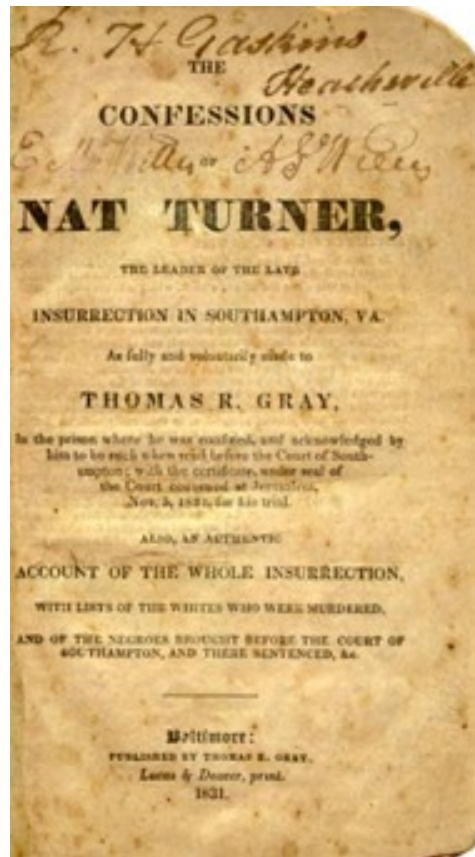 R. H Gaskins
THE
Heathsville
CONFESSIONS
OF
NAT TURNER,
THE LEADER OF THE LATE
INSURRECTION IN SOUTHAMPTON, VA.
As fully and voluntarily made to
THOMAS R. GRAY,
In the prison where he was confined, and acknowledged by
him to be such when read before the Court of South-
ampton; with the certificate, under seal of
the Court convened at Jerusalem,
Nov. 5, 1831, for his trial.
ALSO, AN AUTHENTIC
ACCOUNT OF THE WHOLE INSURRECTION,
WITH LISTS OF THE WHITES WHO WERE MURDERED,
AND OF THE NEGROES BROUGHT BEFORE THE COURT OF
SOUTHAMPTON, AND THERE SENTENCED, &c.
Baltimore:
PUBLISHED BY THOMAS R. GRAY.
Lucas & Deaver, print.
1831.